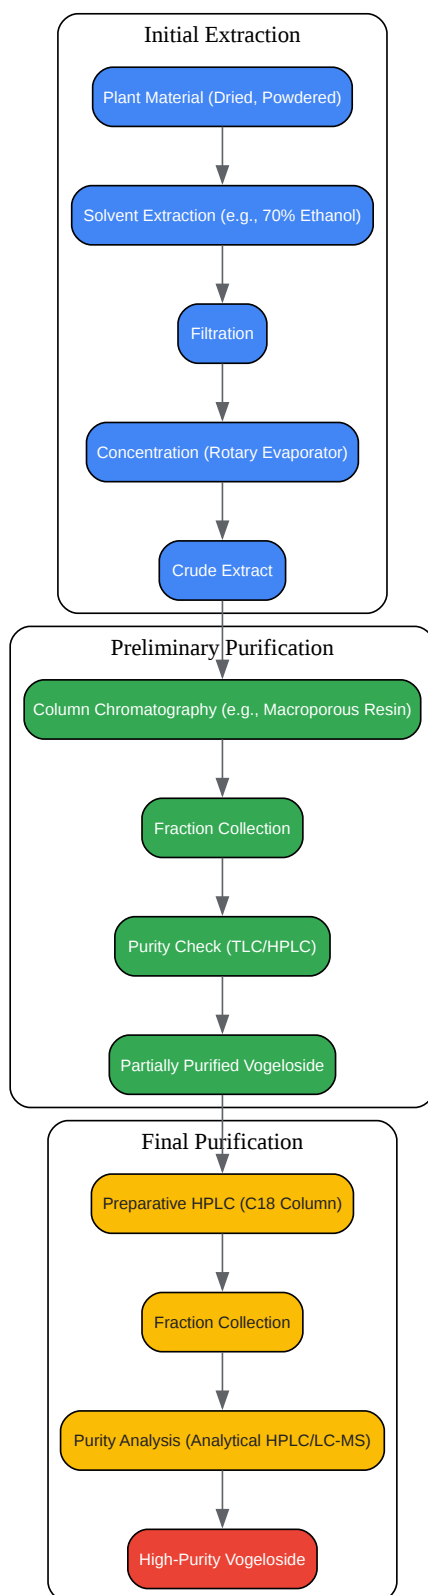 Initial Extraction
Plant Material (Dried, Powdered)
Solvent Extraction (e.g., 70% Ethanol)
Filtration
Concentration (Rotary Evaporator)
Crude Extract
Preliminary Purification
Column Chromatography (e.g., Macroporous Resin)
Fraction Collection
Purity Check (TLC/HPLC)
Partially Purified Vogeloside
Final Purification
Preparative HPLC (C18 Column)
Fraction Collection
Purity Analysis (Analytical HPLC/LC-MS)
High-Purity Vogeloside